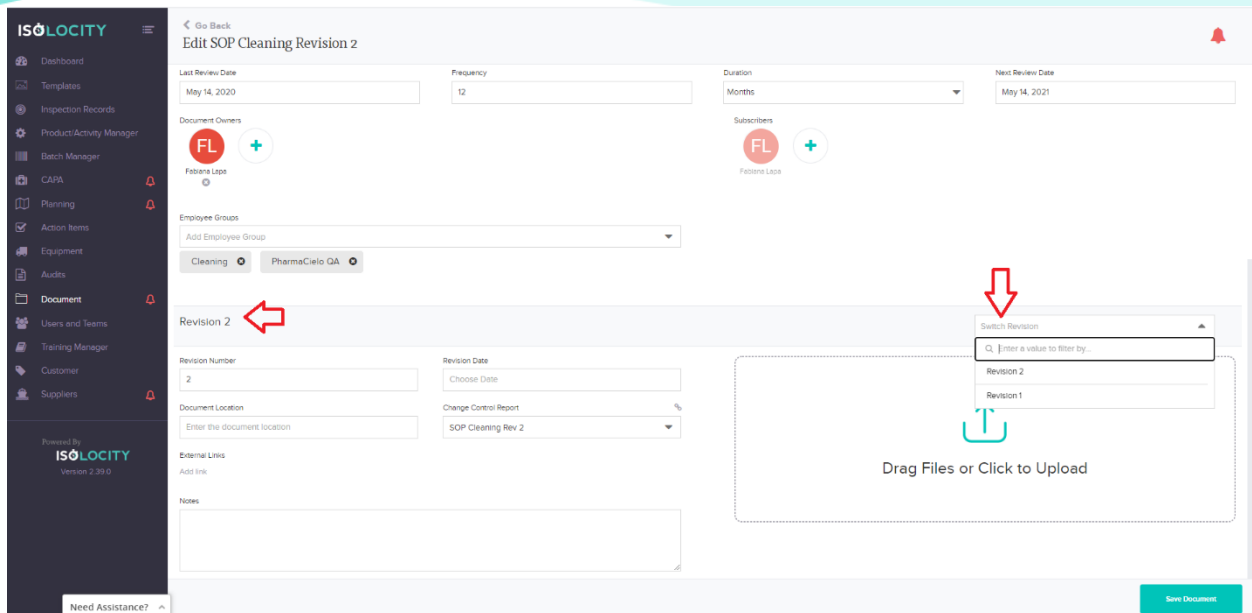 ISOLOCITY
Dashboard
Templates
Inspection Records
Product/Activity Manager
Batch Manager
CAPA
Planning
Action Items
Equipment
Audits
Document
Users and Teams
Training Manager
Customer
Suppliers
Powered By
ISOLOCITY
Version 2.39.0
Need Assistance?
Go Back
Edit SOP Cleaning Revision 2
Last Review Date
May 14, 2020
Frequency
12
Duration
Months
Next Review Date
May 14, 2021
Document Owners
FL
Fabiana Lapa
Subscribers
FL
Fabiana Lapa
Employee Groups
Add Employee Group
Cleaning
PharmaCielo QA
Revision 2
Switch Revision
Enter a value to filter by...
Revision 2
Revision 1
Revision Number
2
Revision Date
Choose Date
Document Location
Enter the document location
Change Control Report
SOP Cleaning Rev 2
External Links
Add link
Notes
Drag Files or Click to Upload
Save Document